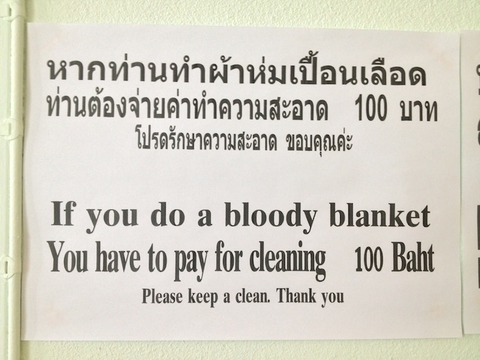 หากท่านทำผ้าห่มเปื้อนเลือด
ท่านต้องจ่ายค่าทำความสะอาด 100 บาท
โปรดรักษาความสะอาด ขอบคุณค่ะ
If you do a bloody blanket
You have to pay for cleaning 100 Baht
Please keep a clean. Thank you